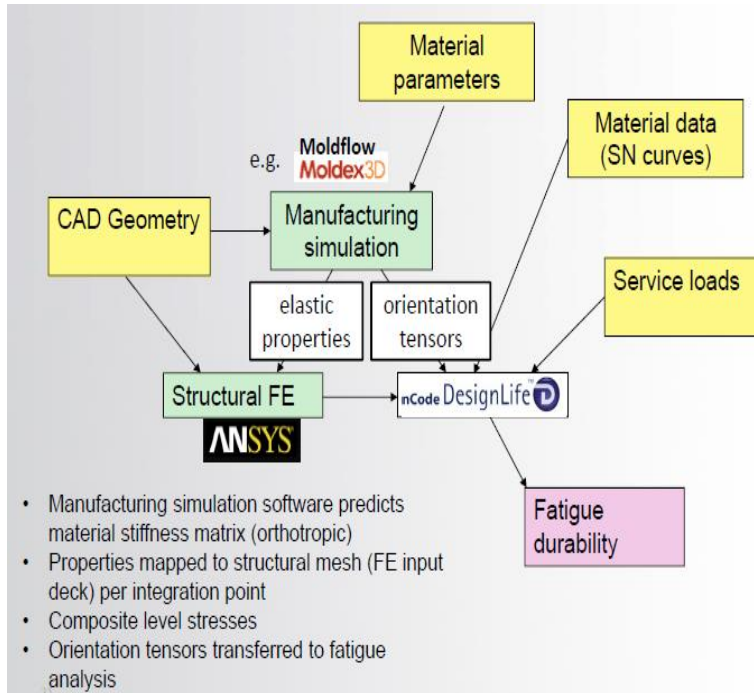 Material
parameters
Material data
(SN curves)
e.g.
Moldflow
Moldex3D
CAD Geometry
Manufacturing
simulation
Service loads
elastic
properties
orientation
tensors
Structural FE
nCode DesignLife™
ANSYS®
• Manufacturing simulation software predicts
material stiffness matrix (orthotropic)
• Properties mapped to structural mesh (FE input
deck) per integration point
• Composite level stresses
• Orientation tensors transferred to fatigue
analysis
Fatigue
durability